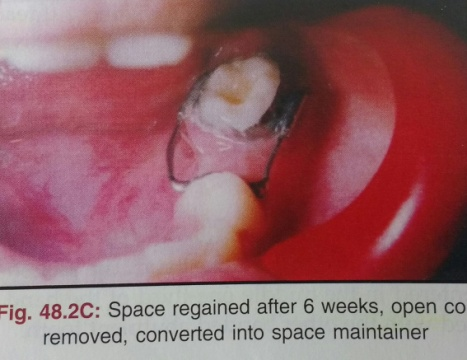 Fig. 48.2C: Space regained after 6 weeks, open co
removed, converted into space maintainer